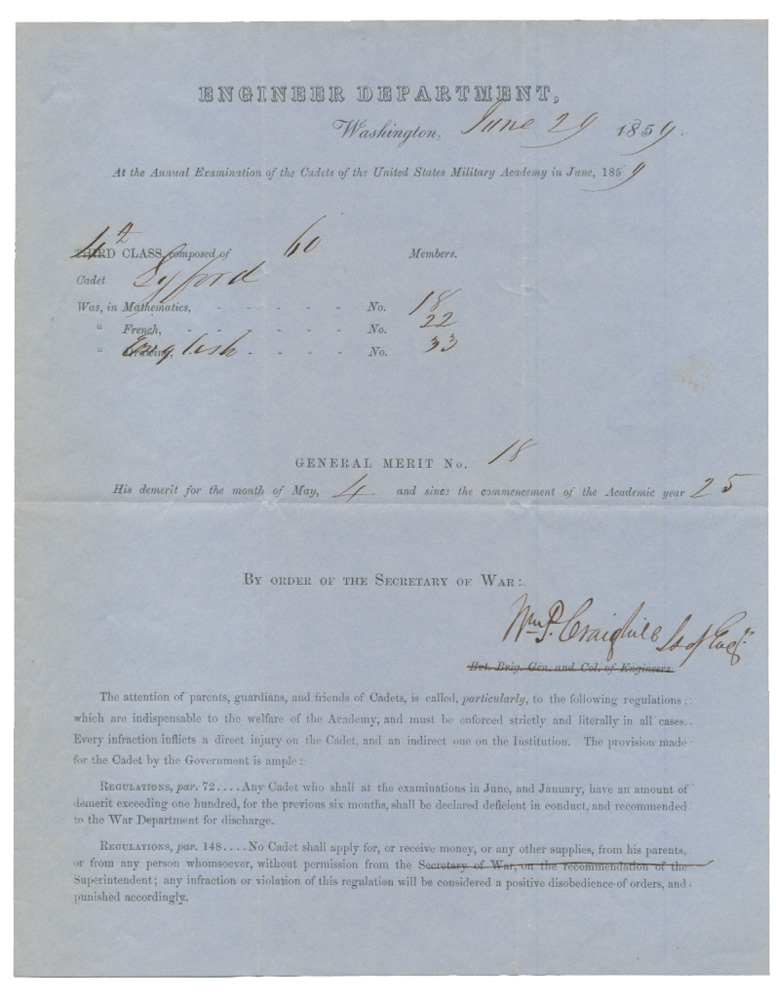 ENGINEER DEPARTMENT,
Washington, June 29 1859.
At the Annual Examination of the Cadets of the United States Military Academy in June, 1859
4th THIRD CLASS, composed of 60 Members.
Cadet Lyford
Was, in Mathematics, - - - - - No. 18
" French, - - - - - No. 22
" English - - - - No. 33
GENERAL MERIT No. 18
His demerit for the month of May, 4 and since the commencement of the Academic year 25
BY ORDER OF THE SECRETARY OF WAR:
Wm P. Craighill Lt of Eng.
Bvt. Brig. Gen. and Col. of Engineers.
The attention of parents, guardians, and friends of Cadets, is called, particularly, to the following regulations;
which are indispensable to the welfare of the Academy, and must be enforced strictly and literally in all cases.
Every infraction inflicts a direct injury on the Cadet, and an indirect one on the Institution. The provision made
for the Cadet by the Government is ample:
REGULATIONS, par. 72....Any Cadet who shall at the examinations in June, and January, have an amount of
demerit exceeding one hundred, for the previous six months, shall be declared deficient in conduct, and recommended
to the War Department for discharge.
REGULATIONS, par. 148....No Cadet shall apply for, or receive money, or any other supplies, from his parents,
or from any person whomsoever, without permission from the Secretary of War, on the recommendation of the
Superintendent; any infraction or violation of this regulation will be considered a positive disobedience of orders, and
punished accordingly.